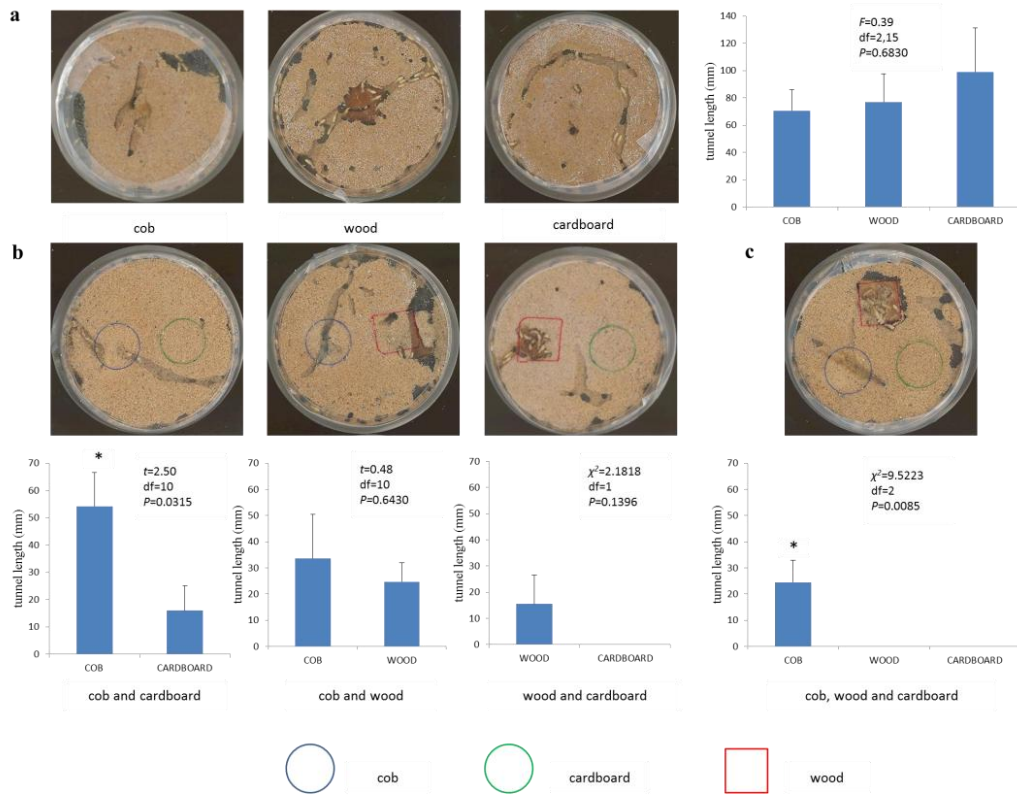 a
cob
wood
cardboard
tunnel length (mm)
140
120
100
80
60
40
20
0
F=0.39
df=2,15
P=0.6830
COB
WOOD
CARDBOARD
b
c
tunnel length (mm)
70
60
50
40
30
20
10
0
*
t=2.50
df=10
P=0.0315
COB
CARDBOARD
cob and cardboard
tunnel length (mm)
70
60
50
40
30
20
10
0
t=0.48
df=10
P=0.6430
COB
WOOD
cob and wood
tunnel length (mm)
70
60
50
40
30
20
10
0
χ²=2.1818
df=1
P=0.1396
WOOD
CARDBOARD
wood and cardboard
tunnel length (mm)
70
60
50
40
30
20
10
0
*
χ²=9.5223
df=2
P=0.0085
COB
WOOD
CARDBOARD
cob, wood and cardboard
cob
cardboard
wood